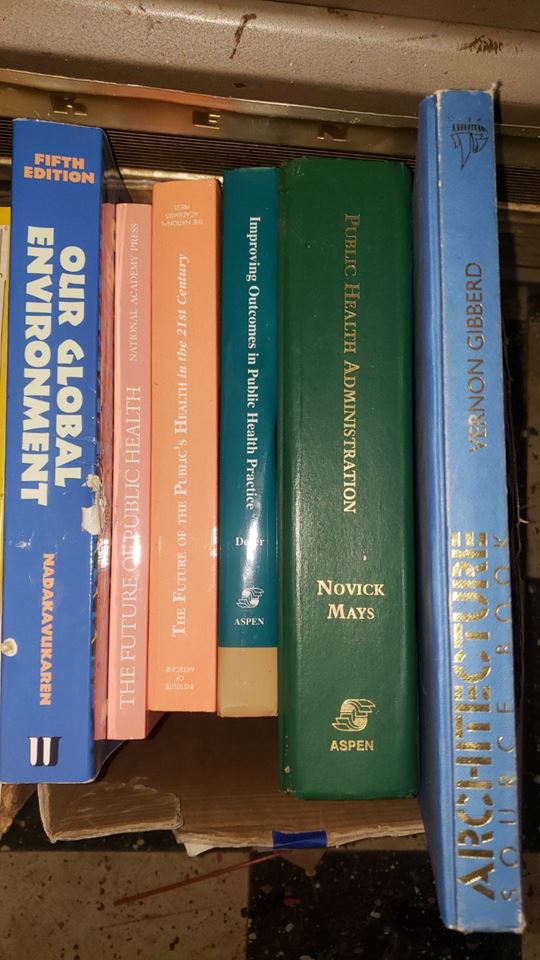 K E N
FIFTH
EDITION
OUR GLOBAL
ENVIRONMENT
NADAKAVUKAREN
THE FUTURE OF PUBLIC HEALTH
NATIONAL ACADEMY PRESS
THE NATIONAL
ACADEMIES
PRESS
THE FUTURE OF THE PUBLIC'S HEALTH in the 21st Century
INSTITUTE
OF
MEDICINE
Improving Outcomes in Public Health Practice
ASPEN
PUBLIC HEALTH ADMINISTRATION
NOVICK
MAYS
ASPEN
VERNON GIBBERD
ARCHITECTURE
SOURCE BOOK